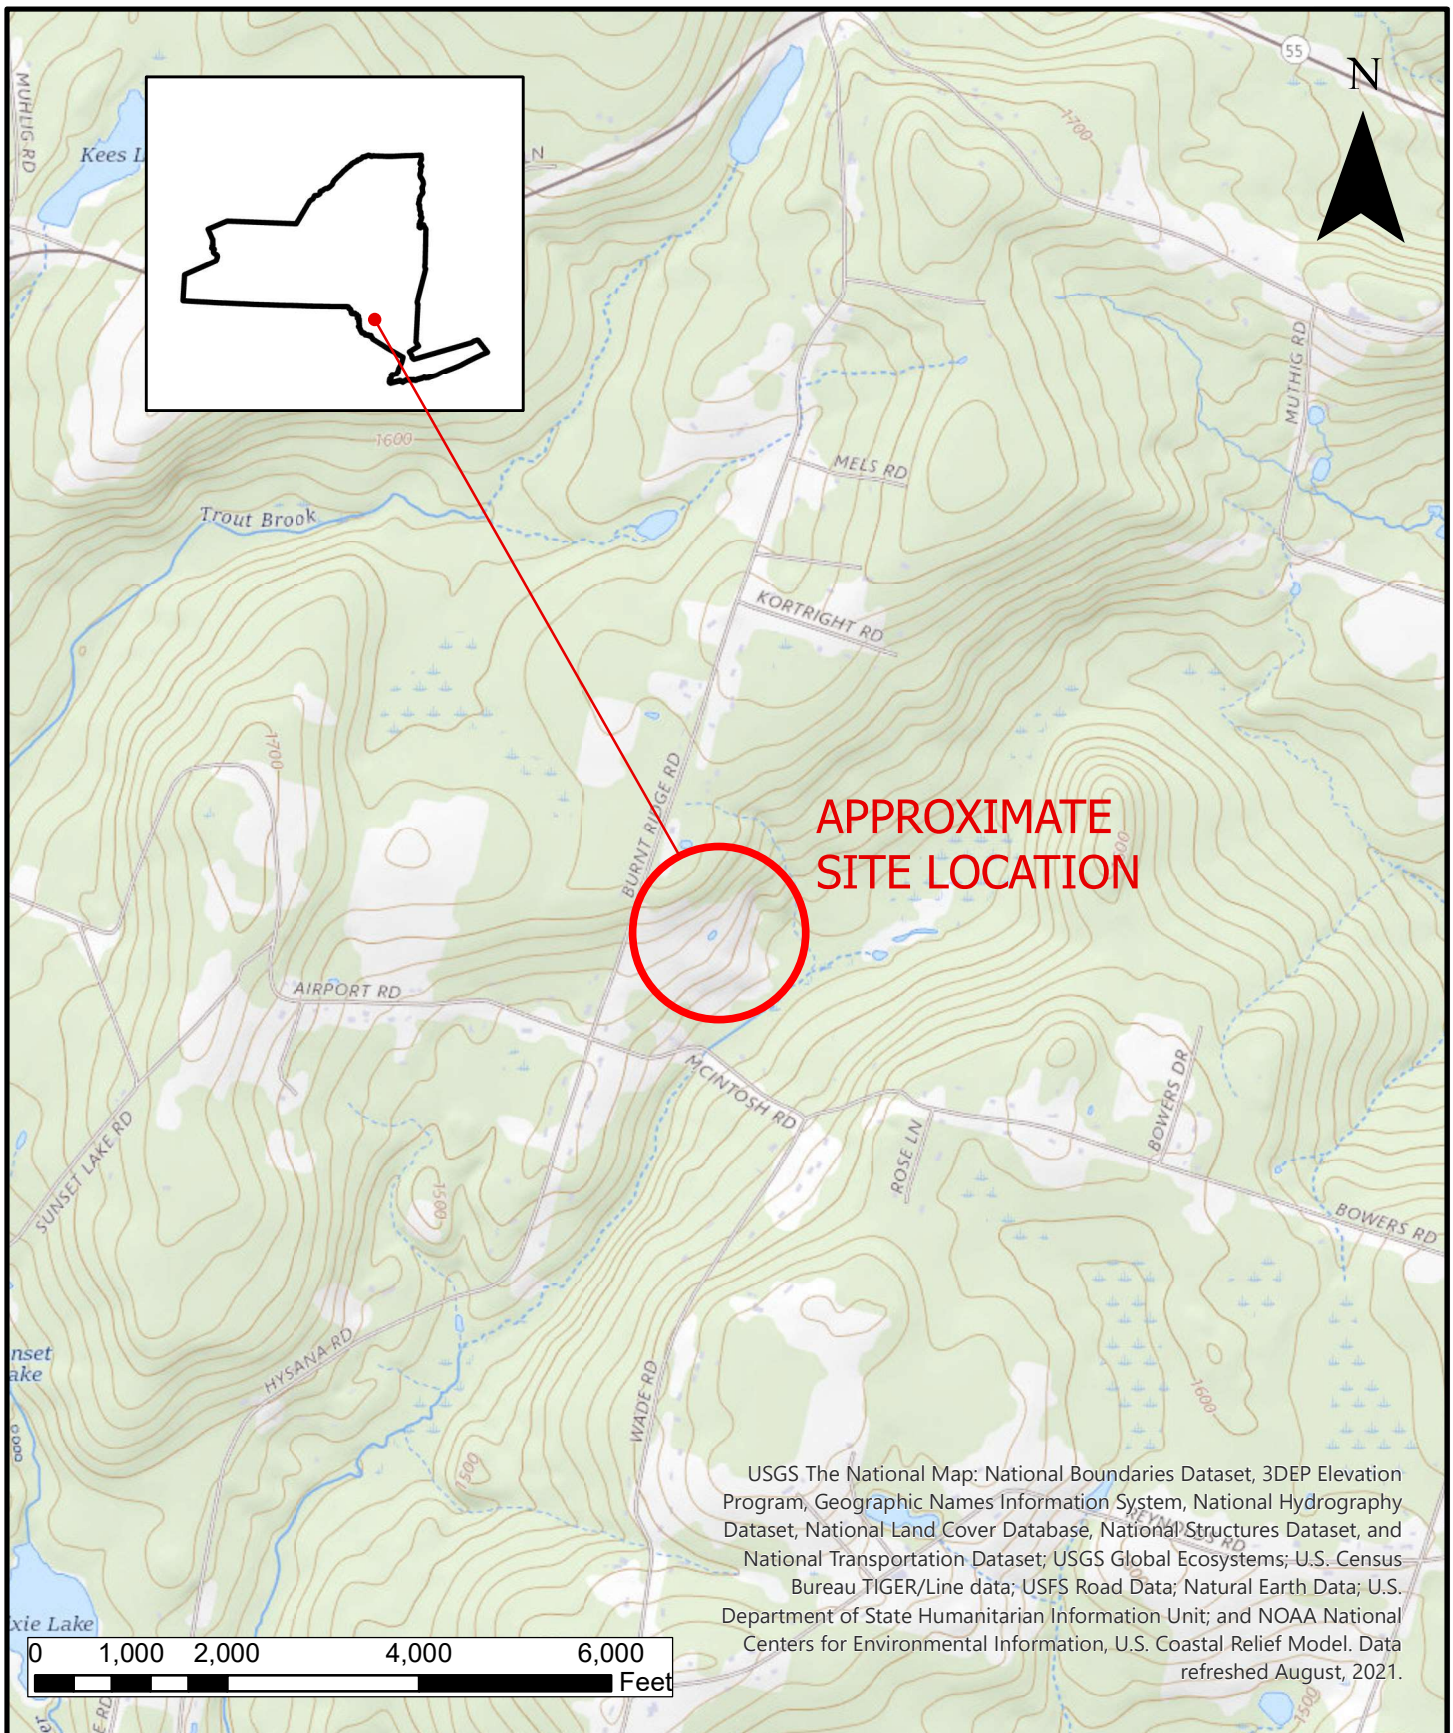 55
N
MUHLIG RD
Kees L
LN
1700
MUTHIG RD
1600
MELS RD
Trout Brook
KORTRIGHT RD
1700
BURNT RIDGE RD
APPROXIMATE
SITE LOCATION
AIRPORT RD
MCINTOSH RD
BOWERS DR
ROSE LN
SUNSET LAKE RD
1500
BOWERS RD
HYSANA RD
nset
ake
WADE RD
1600
1500
USGS The National Map: National Boundaries Dataset, 3DEP Elevation
Program, Geographic Names Information System, National Hydrography
Dataset, National Land Cover Database, National Structures Dataset, and
National Transportation Dataset; USGS Global Ecosystems; U.S. Census
Bureau TIGER/Line data; USFS Road Data; Natural Earth Data; U.S.
Department of State Humanitarian Information Unit; and NOAA National
Centers for Environmental Information, U.S. Coastal Relief Model. Data
refreshed August, 2021.
REYNOLDS RD
xie Lake
0 1,000 2,000 4,000 6,000
Feet
E RD
1500